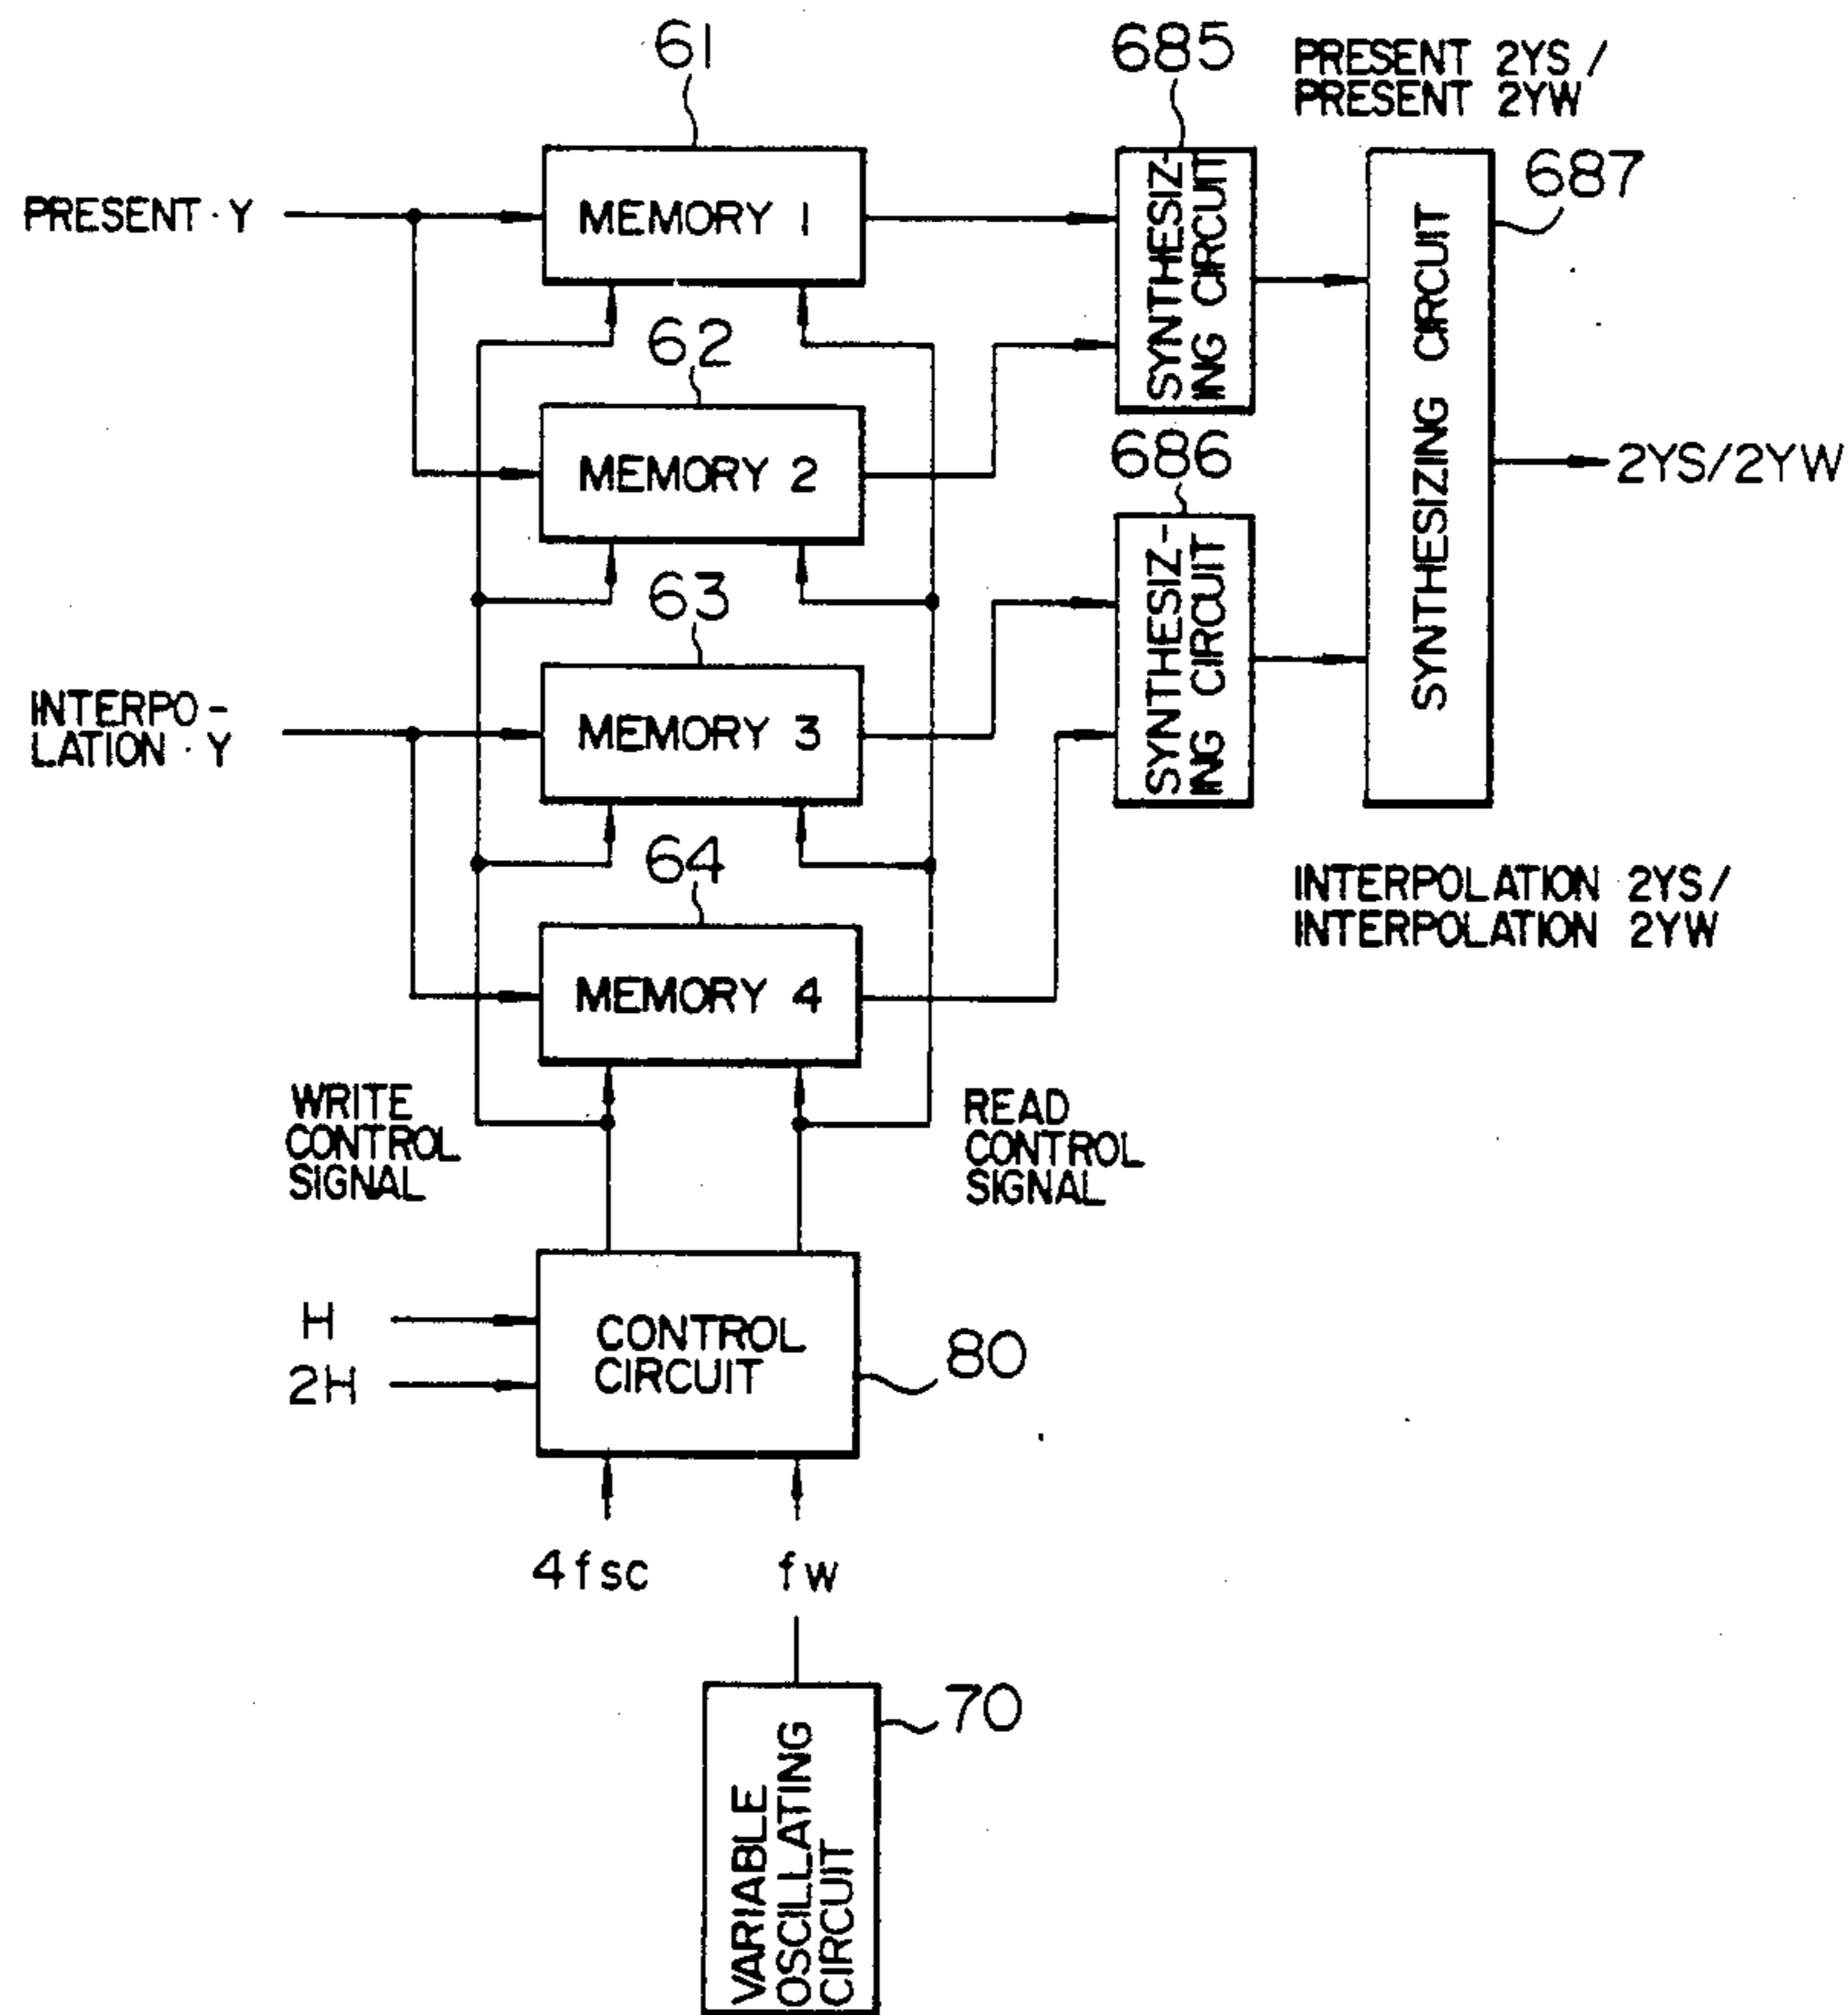 61
685
PRESENT 2YS /
PRESENT 2YW
687
PRESENT · Y
MEMORY 1
SYNTHESIZ-
ING CIRCUIT
SYNTHESIZING CIRCUIT
62
MEMORY 2
686
2YS/2YW
63
SYNTHESIZ-
ING CIRCUIT
INTERPO-
LATION · Y
MEMORY 3
64
INTERPOLATION 2YS/
INTERPOLATION 2YW
MEMORY 4
WRITE
CONTROL
SIGNAL
READ
CONTROL
SIGNAL
H
2H
CONTROL
CIRCUIT
80
4fsc
fw
70
VARIABLE
OSCILLATING
CIRCUIT